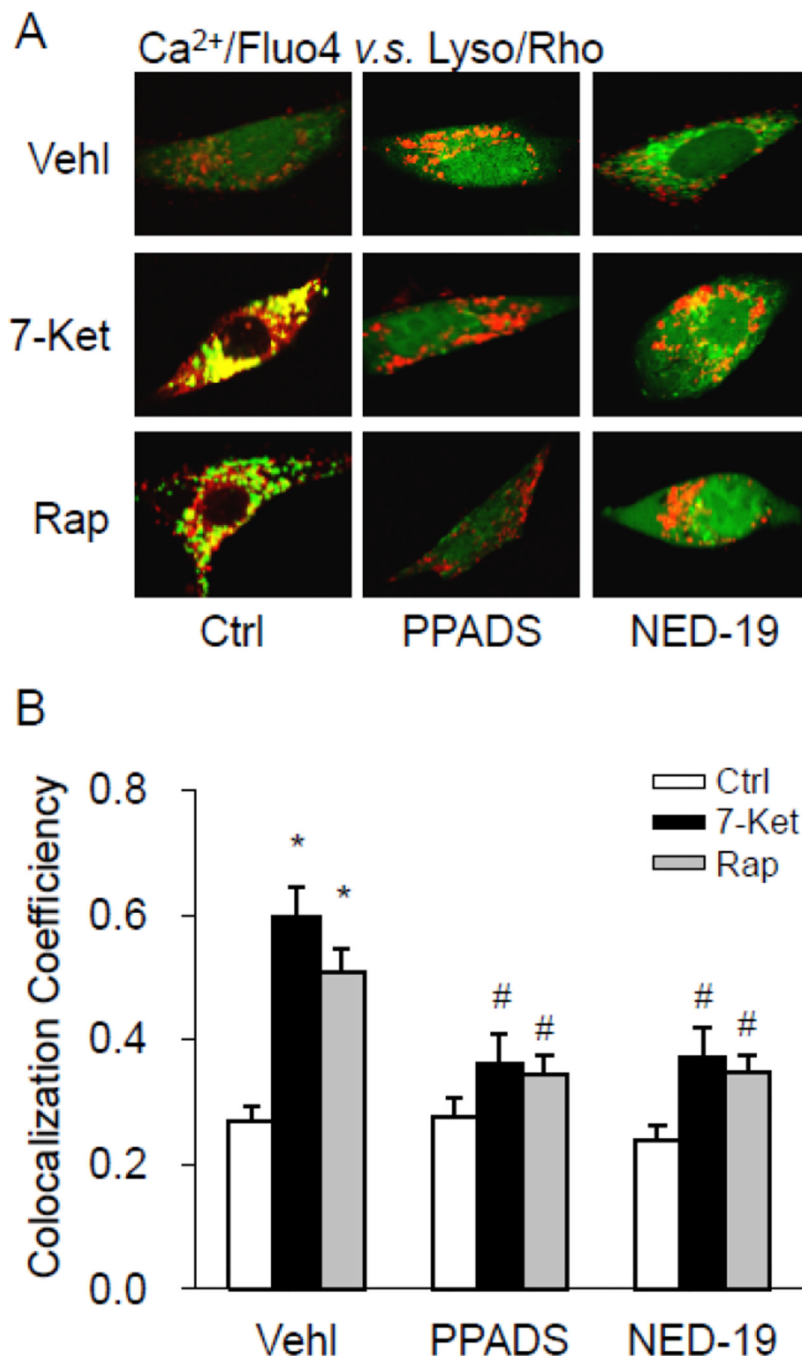 A
Ca²⁺/Fluo4 v.s. Lyso/Rho
Vehl
7-Ket
Rap
Ctrl PPADS NED-19
B
Colocalization Coefficiency
0.8
0.6
0.4
0.2
0.0
Ctrl
7-Ket
Rap
* *
# #
# #
Vehl PPADS NED-19